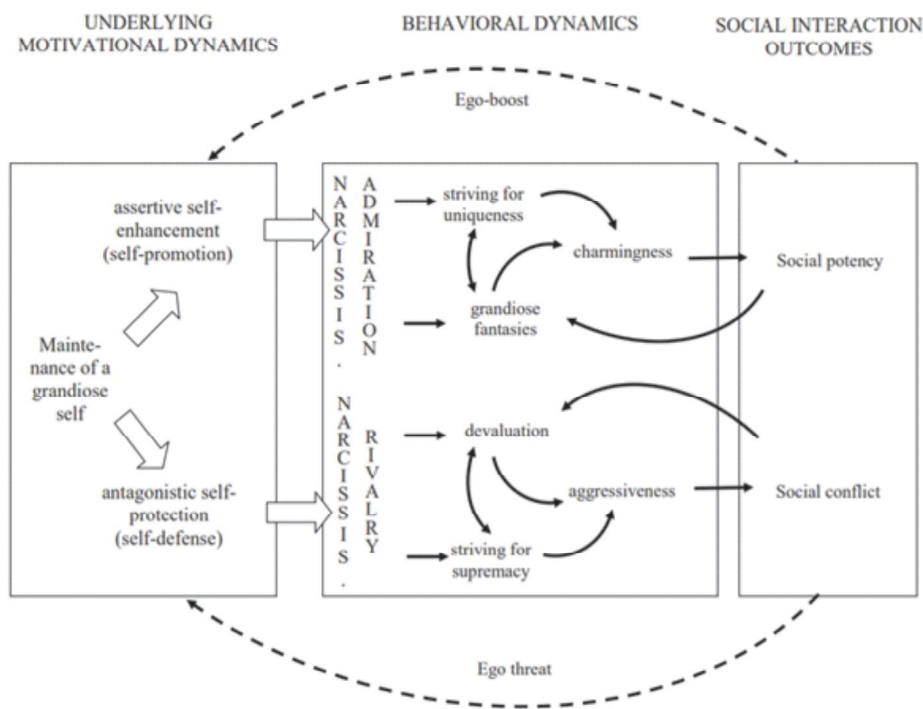 UNDERLYING
MOTIVATIONAL DYNAMICS
BEHAVIORAL DYNAMICS
SOCIAL INTERACTION
OUTCOMES
Ego-boost
assertive self-
enhancement
(self-promotion)
Mainte-
nance of a
grandiose
self
antagonistic self-
protection
(self-defense)
NARCISSIS.
ADMIRATION
striving for
uniqueness
charmingness
grandiose
fantasies
NARCISSIS.
RIVALRY
devaluation
aggressiveness
striving for
supremacy
Social potency
Social conflict
Ego threat